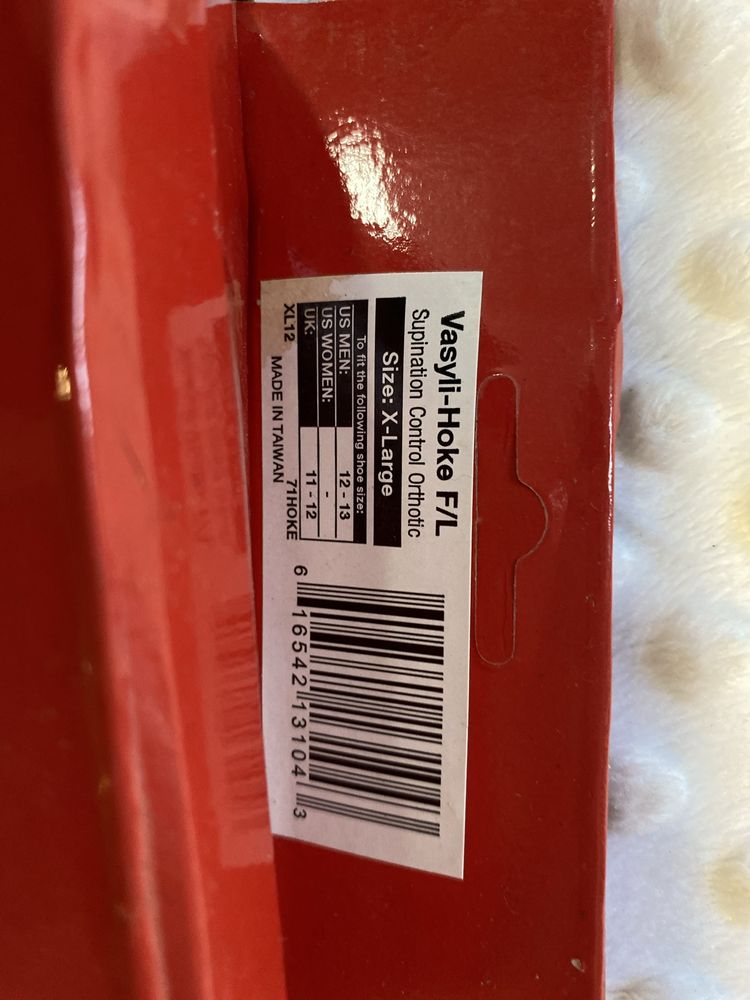 Vasyli-Hoke F/L
Supination Control Orthotic
Size: X-Large
To fit the following shoe size:
US MEN: 12 - 13
US WOMEN: -
UK: 11 - 12
XL12 71HOKE
MADE IN TAIWAN
6 16542 13104 3